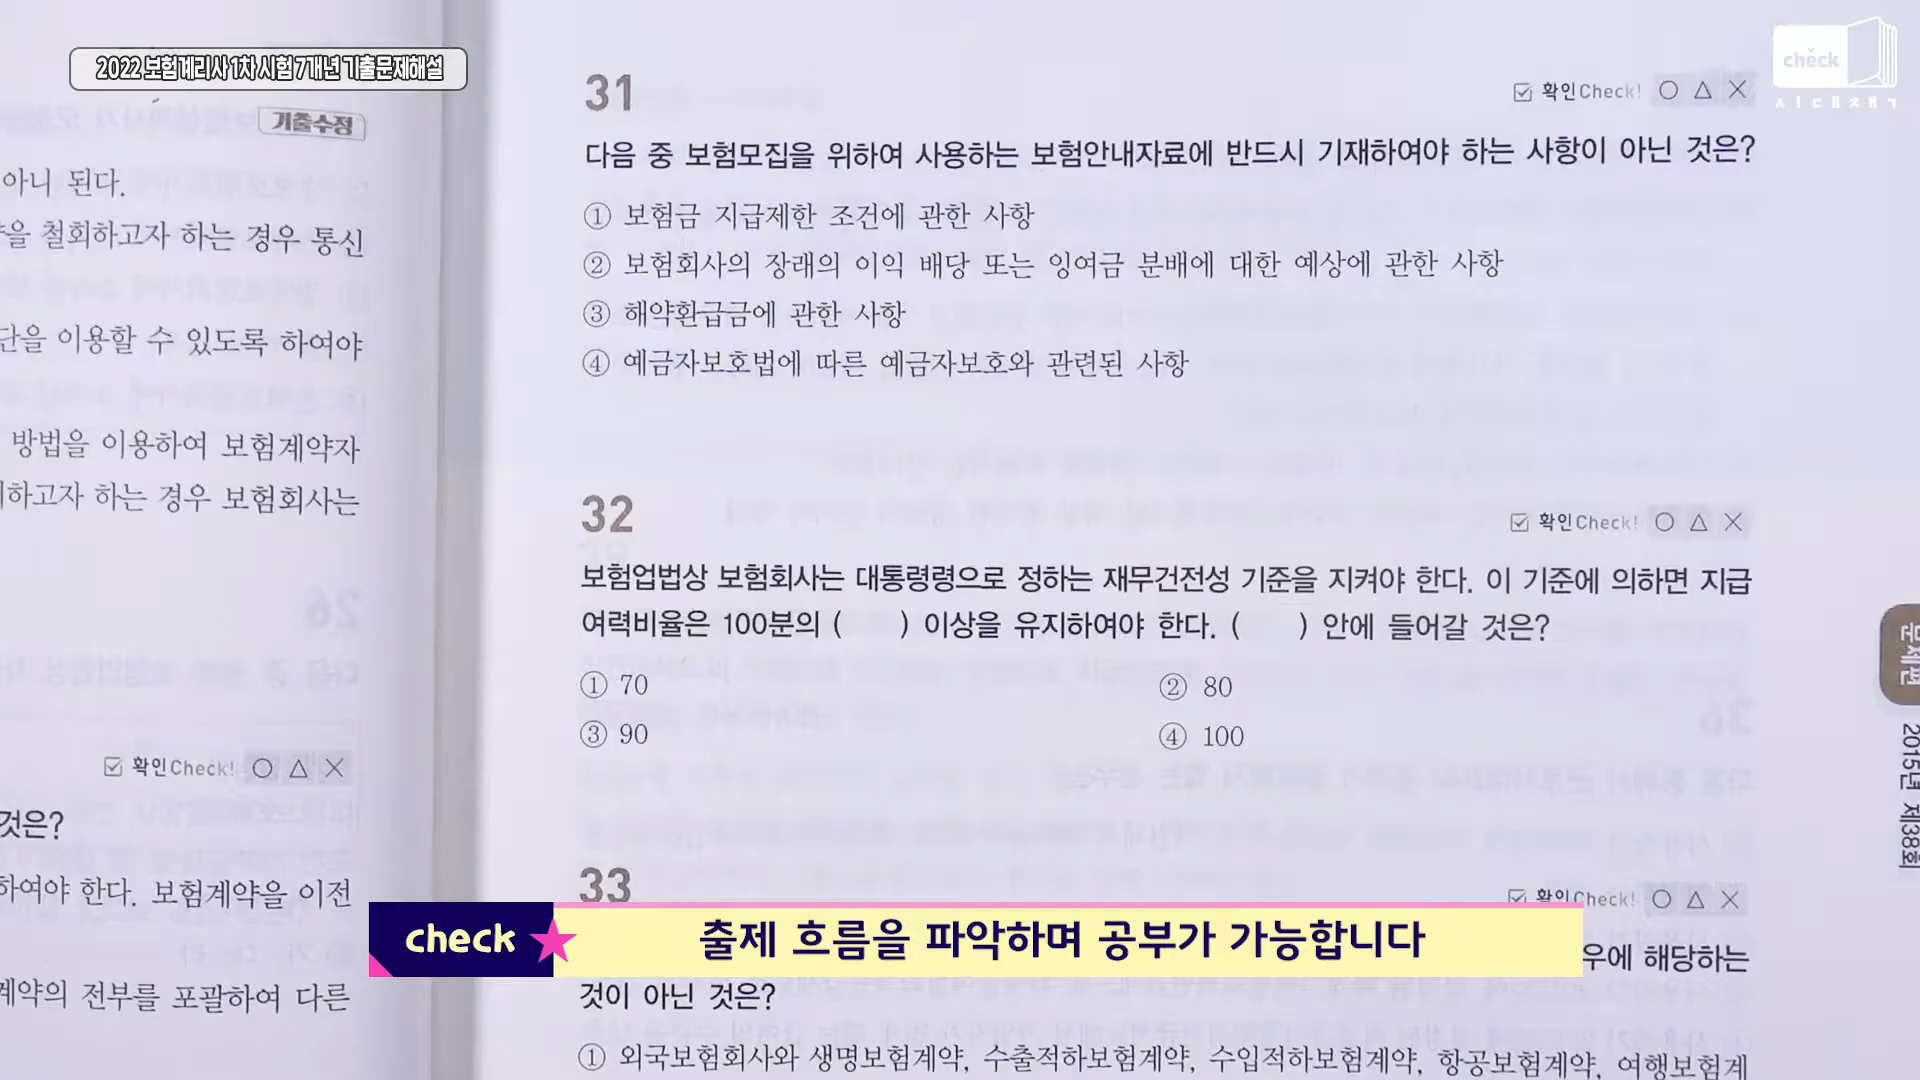 2022 보험계리사 1차 시험 7개년 기출문제해설
check
시대책책
기출수정
아니 된다.
을 철회하고자 하는 경우 통신
단을 이용할 수 있도록 하여야
방법을 이용하여 보험계약자
하고자 하는 경우 보험회사는
확인Check! ○ △ ×
것은?
하여야 한다. 보험계약을 이전
계약의 전부를 포괄하여 다른
31
확인Check! ○ △ ×
다음 중 보험모집을 위하여 사용하는 보험안내자료에 반드시 기재하여야 하는 사항이 아닌 것은?
① 보험금 지급제한 조건에 관한 사항
② 보험회사의 장래의 이익 배당 또는 잉여금 분배에 대한 예상에 관한 사항
③ 해약환급금에 관한 사항
④ 예금자보호법에 따른 예금자보호와 관련된 사항
32
확인Check! ○ △ ×
보험업법상 보험회사는 대통령령으로 정하는 재무건전성 기준을 지켜야 한다. 이 기준에 의하면 지급
여력비율은 100분의 ( ) 이상을 유지하여야 한다. ( ) 안에 들어갈 것은?
① 70
② 80
③ 90
④ 100
33
확인Check! ○ △ ×
우에 해당하는
것이 아닌 것은?
① 외국보험회사와 생명보험계약, 수출적하보험계약, 수입적하보험계약, 항공보험계약, 여행보험계
문제편
2015년 제38회
check
출제 흐름을 파악하며 공부가 가능합니다